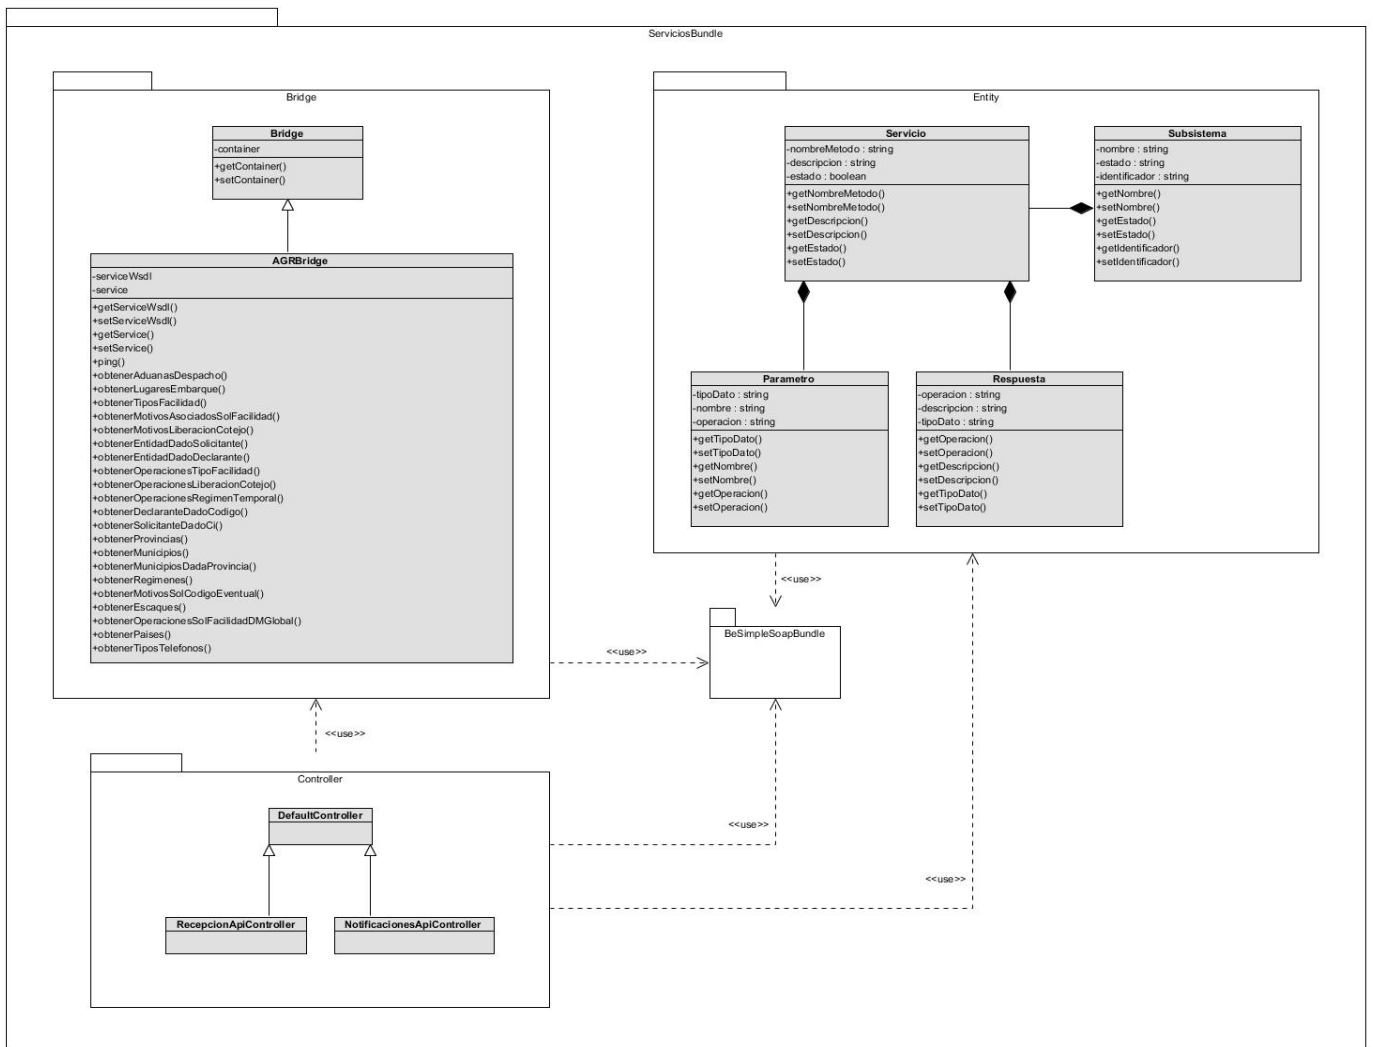 ServiciosBundle
Bridge
Bridge
-container
+getContainer()
+setContainer()
AGRBridge
-serviceWsdl
-service
+getServiceWsdl()
+setServiceWsdl()
+getService()
+setService()
+ping()
+obtenerAduanasDespacho()
+obtenerLugaresEmbarque()
+obtenerTiposFacilidad()
+obtenerMotivosAsociadosSolFacilidad()
+obtenerMotivosLiberacionCotejo()
+obtenerEntidadDadoSolicitante()
+obtenerEntidadDadoDeclarante()
+obtenerOperacionesTipoFacilidad()
+obtenerOperacionesLiberacionCotejo()
+obtenerOperacionesRegimenTemporal()
+obtenerDeclaranteDadoCodigo()
+obtenerSolicitanteDadoCi()
+obtenerProvincias()
+obtenerMunicipios()
+obtenerMunicipiosDadaProvincia()
+obtenerRegimenes()
+obtenerMotivosSolCodigoEventual()
+obtenerEscaques()
+obtenerOperacionesSolFacilidadDMGlobal()
+obtenerPaises()
+obtenerTiposTelefonos()
Entity
Servicio
-nombreMetodo : string
-descripcion : string
-estado : boolean
+getNombreMetodo()
+setNombreMetodo()
+getDescripcion()
+setDescripcion()
+getEstado()
+setEstado()
Subsistema
-nombre : string
-estado : string
-identificador : string
+getNombre()
+setNombre()
+getEstado()
+setEstado()
+getIdentificador()
+setIdentificador()
Parametro
-tipoDato : string
-nombre : string
-operacion : string
+getTipoDato()
+setTipoDato()
+getNombre()
+setNombre()
+getOperacion()
+setOperacion()
Respuesta
-operacion : string
-descripcion : string
-tipoDato : string
+getOperacion()
+setOperacion()
+getDescripcion()
+setDescripcion()
+getTipoDato()
+setTipoDato()
<<use>>
BeSimpleSoapBundle
<<use>>
<<use>>
Controller
DefaultController
RecepcionApiController
NotificacionesApiController
<<use>>
<<use>>